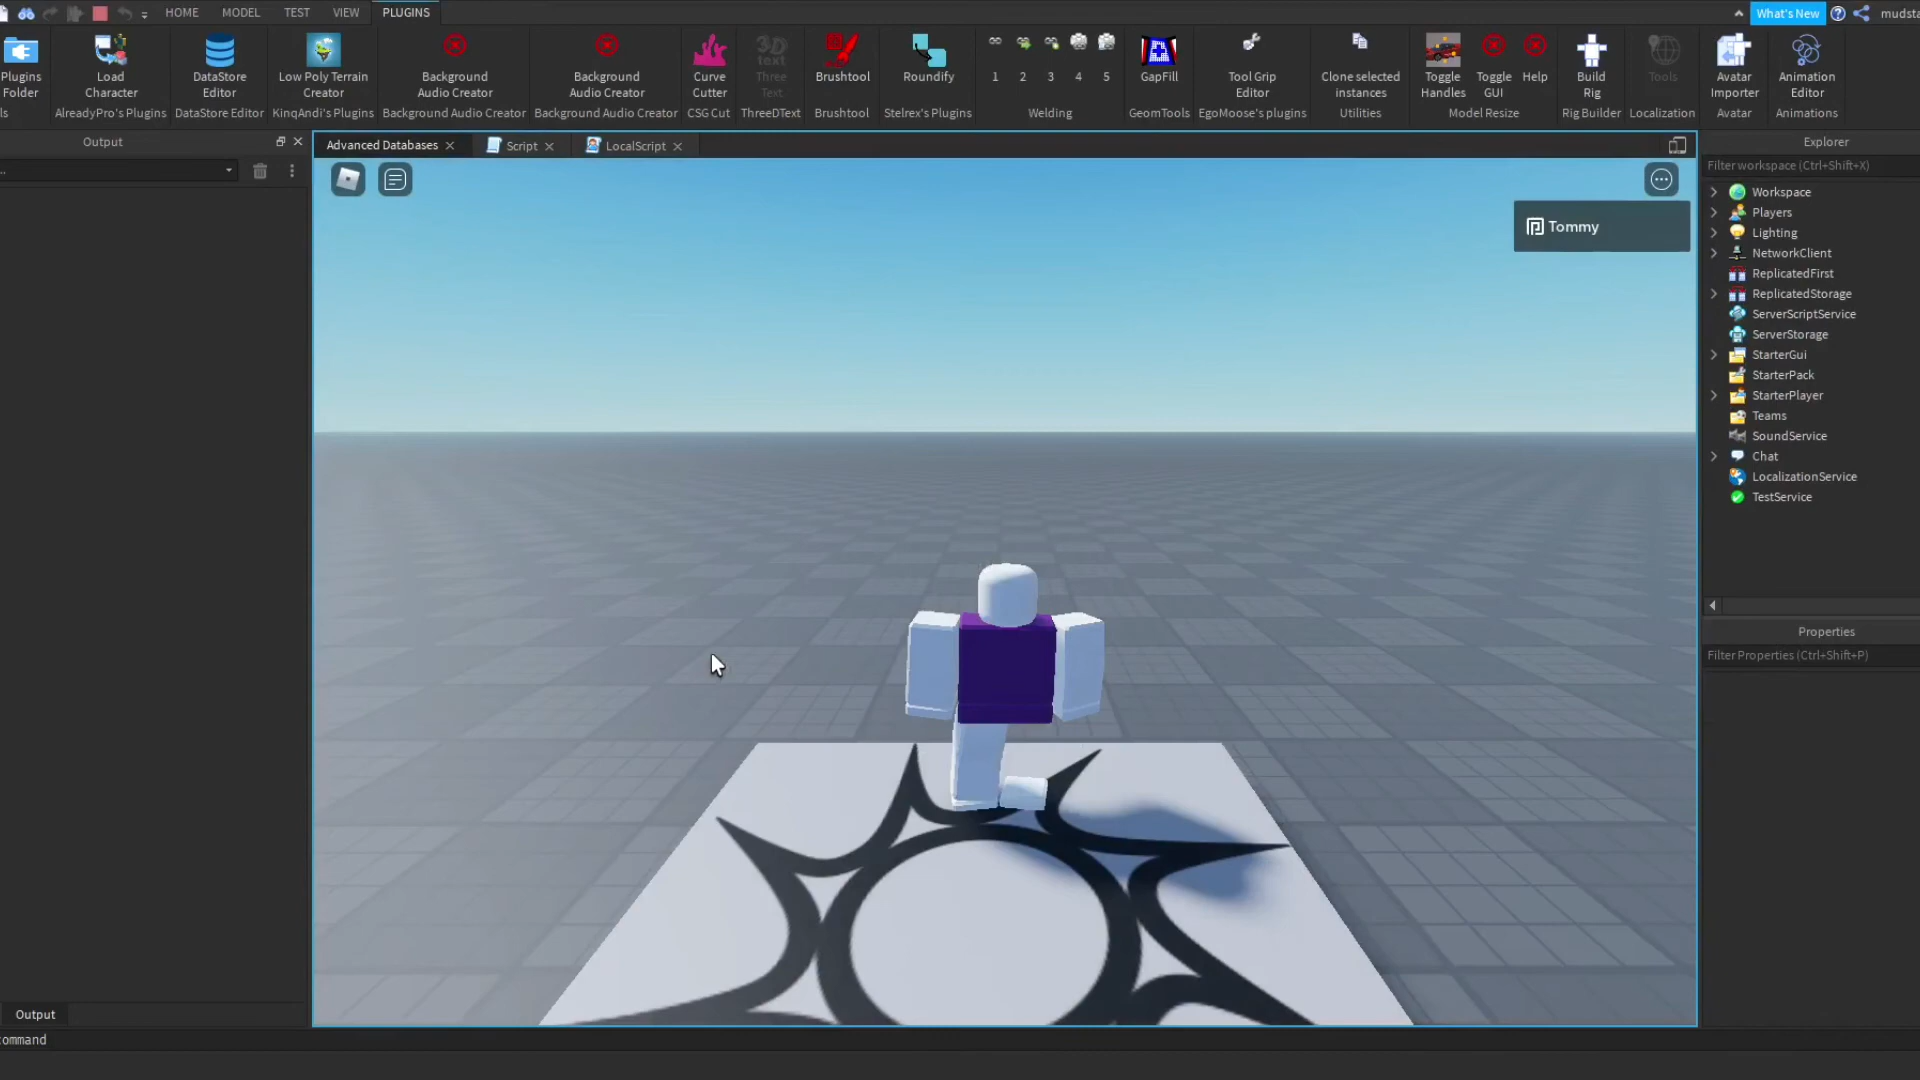 HOME MODEL TEST VIEW PLUGINS What's New
Plugins Folder
Load Character
DataStore Editor
Low Poly Terrain Creator
Background Audio Creator
Background Audio Creator
Curve Cutter
3D text
Three Text
Brushtool
Roundify
1 2 3 4 5
GapFill
Tool Grip Editor
Clone selected instances
Toggle Handles
Toggle GUI
Help
Build Rig
Tools
Avatar Importer
Animation Editor
AlreadyPro's Plugins DataStore Editor KinqAndi's Plugins Background Audio Creator Background Audio Creator CSG Cut ThreeDText Brushtool Stelrex's Plugins Welding GeomTools EgoMoose's plugins Utilities Model Resize Rig Builder Localization Avatar Animations
Output
Advanced Databases Script LocalScript
Tommy
Explorer
Filter workspace (Ctrl+Shift+X)
Workspace
Players
Lighting
NetworkClient
ReplicatedFirst
ReplicatedStorage
ServerScriptService
ServerStorage
StarterGui
StarterPack
StarterPlayer
Teams
SoundService
Chat
LocalizationService
TestService
Properties
Filter Properties (Ctrl+Shift+P)
Output
ommand